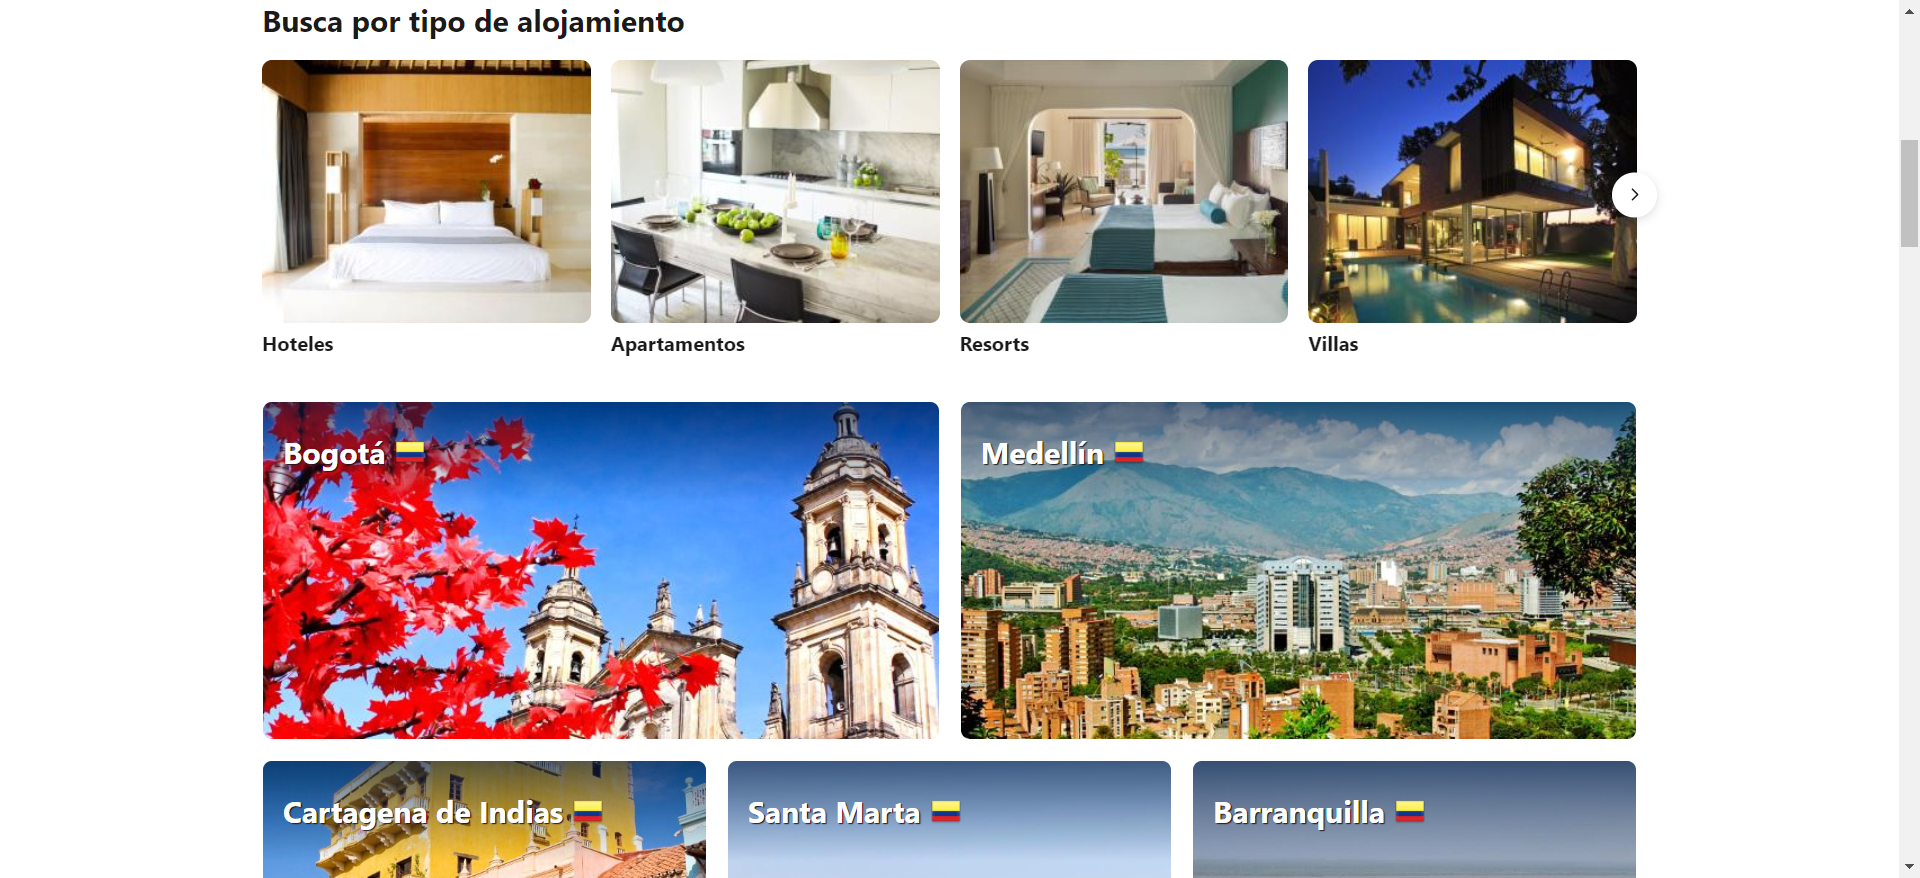 Busca por tipo de alojamiento
Hoteles
Apartamentos
Resorts
Villas
Bogotá
Medellín
Cartagena de Indias
Santa Marta
Barranquilla